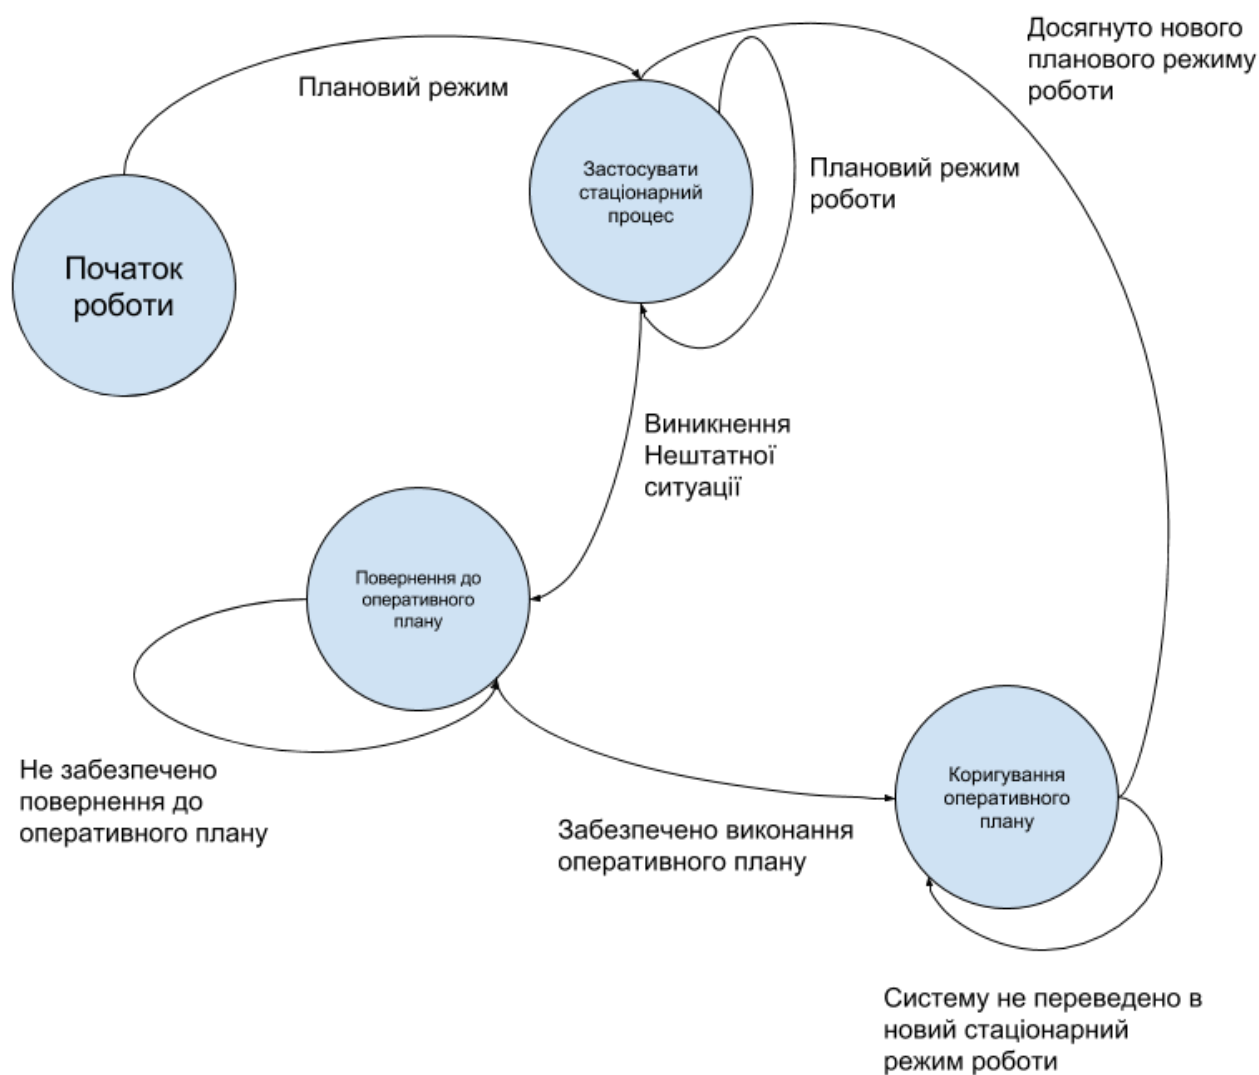 Досягнуто нового
планового режиму
роботи
Плановий режим
Застосувати
стаціонарний
процес
Плановий режим
роботи
Початок
роботи
Виникнення
Нештатної
ситуації
Повернення до
оперативного
плану
Не забезпечено
повернення до
оперативного плану
Забезпечено виконання
оперативного плану
Коригування
оперативного
плану
Систему не переведено в
новий стаціонарний
режим роботи